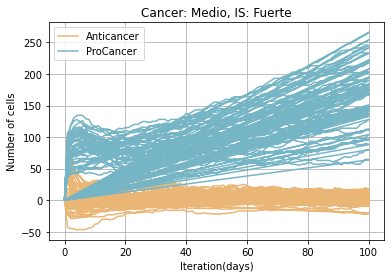 Cancer: Medio, IS: Fuerte
Anticancer
ProCancer
Number of cells
250
200
150
100
50
0
−50
0 20 40 60 80 100
Iteration(days)